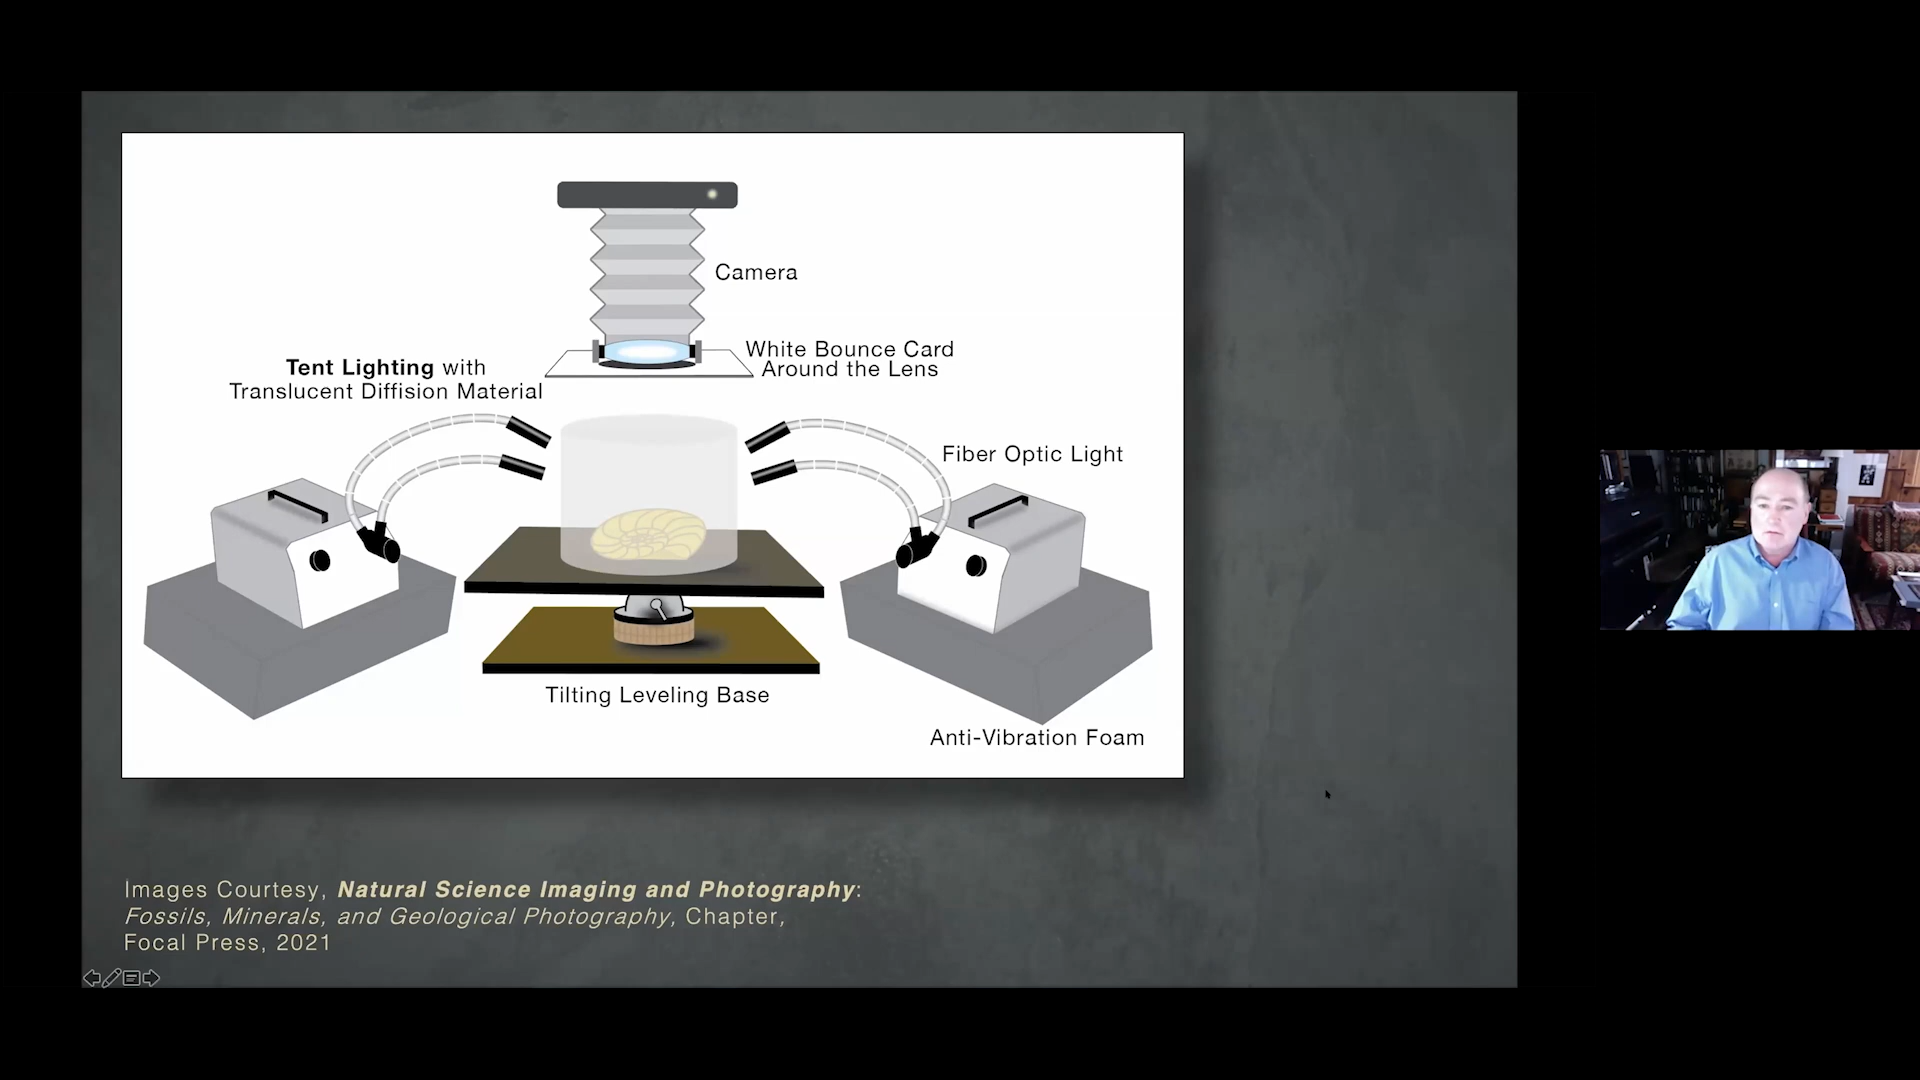 Camera
White Bounce Card
Around the Lens
Tent Lighting with
Translucent Diffision Material
Fiber Optic Light
Tilting Leveling Base
Anti-Vibration Foam
Images Courtesy, Natural Science Imaging and Photography:
Fossils, Minerals, and Geological Photography, Chapter,
Focal Press, 2021